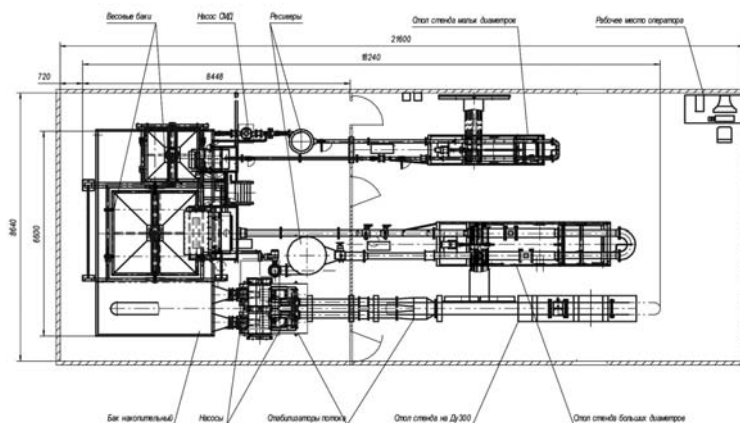 Весовые баки
Насос СМД
Ресиверы
Стол стенда малых диаметров
Рабочее место оператора
21600
18240
720
8448
8640
6600
Бак накопительный
Насосы
Стабилизаторы потока
Стол стенда на Ду300
Стол стенда больших диаметров